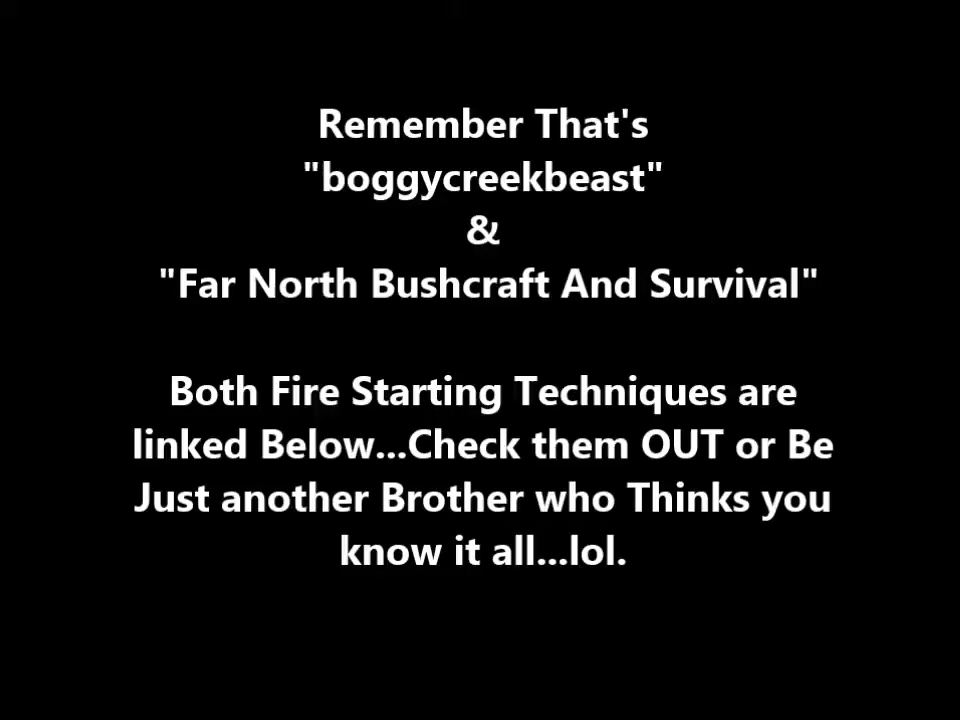 Remember That's
"boggycreekbeast"
&
"Far North Bushcraft And Survival"
Both Fire Starting Techniques are
linked Below...Check them OUT or Be
Just another Brother who Thinks you
know it all...lol.